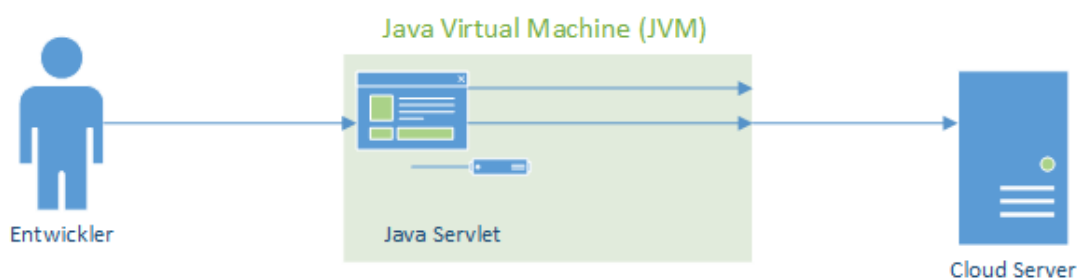 Java Virtual Machine (JVM)
Entwickler
Java Servlet
Cloud Server